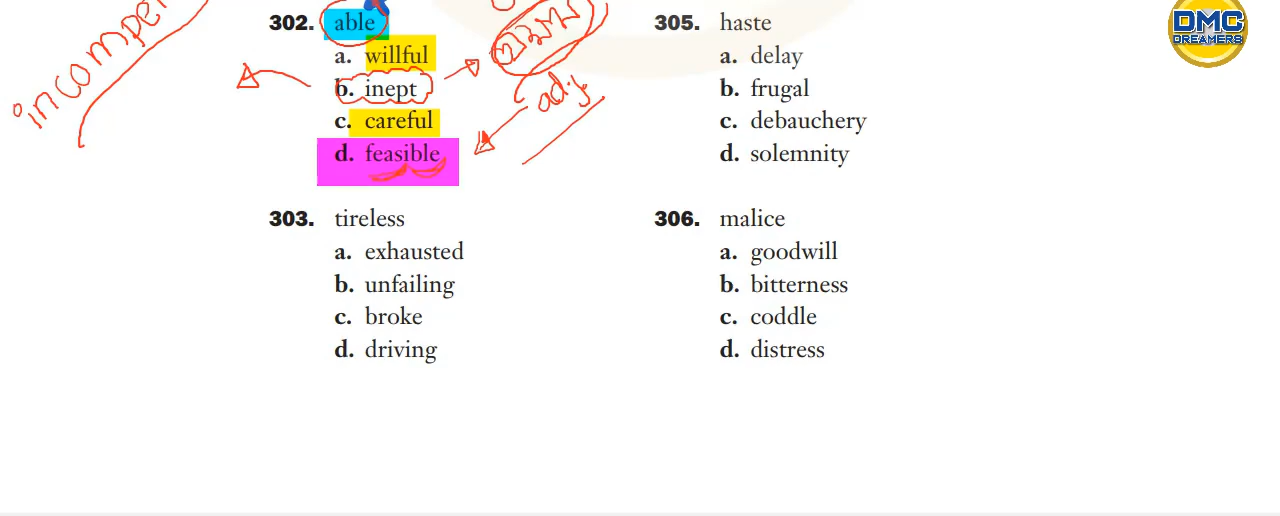 incompe
302. able
a. willful
b. inept
c. careful
d. feasible
adj.
303. tireless
a. exhausted
b. unfailing
c. broke
d. driving
305. haste
a. delay
b. frugal
c. debauchery
d. solemnity
306. malice
a. goodwill
b. bitterness
c. coddle
d. distress
DMC
DREAMERS